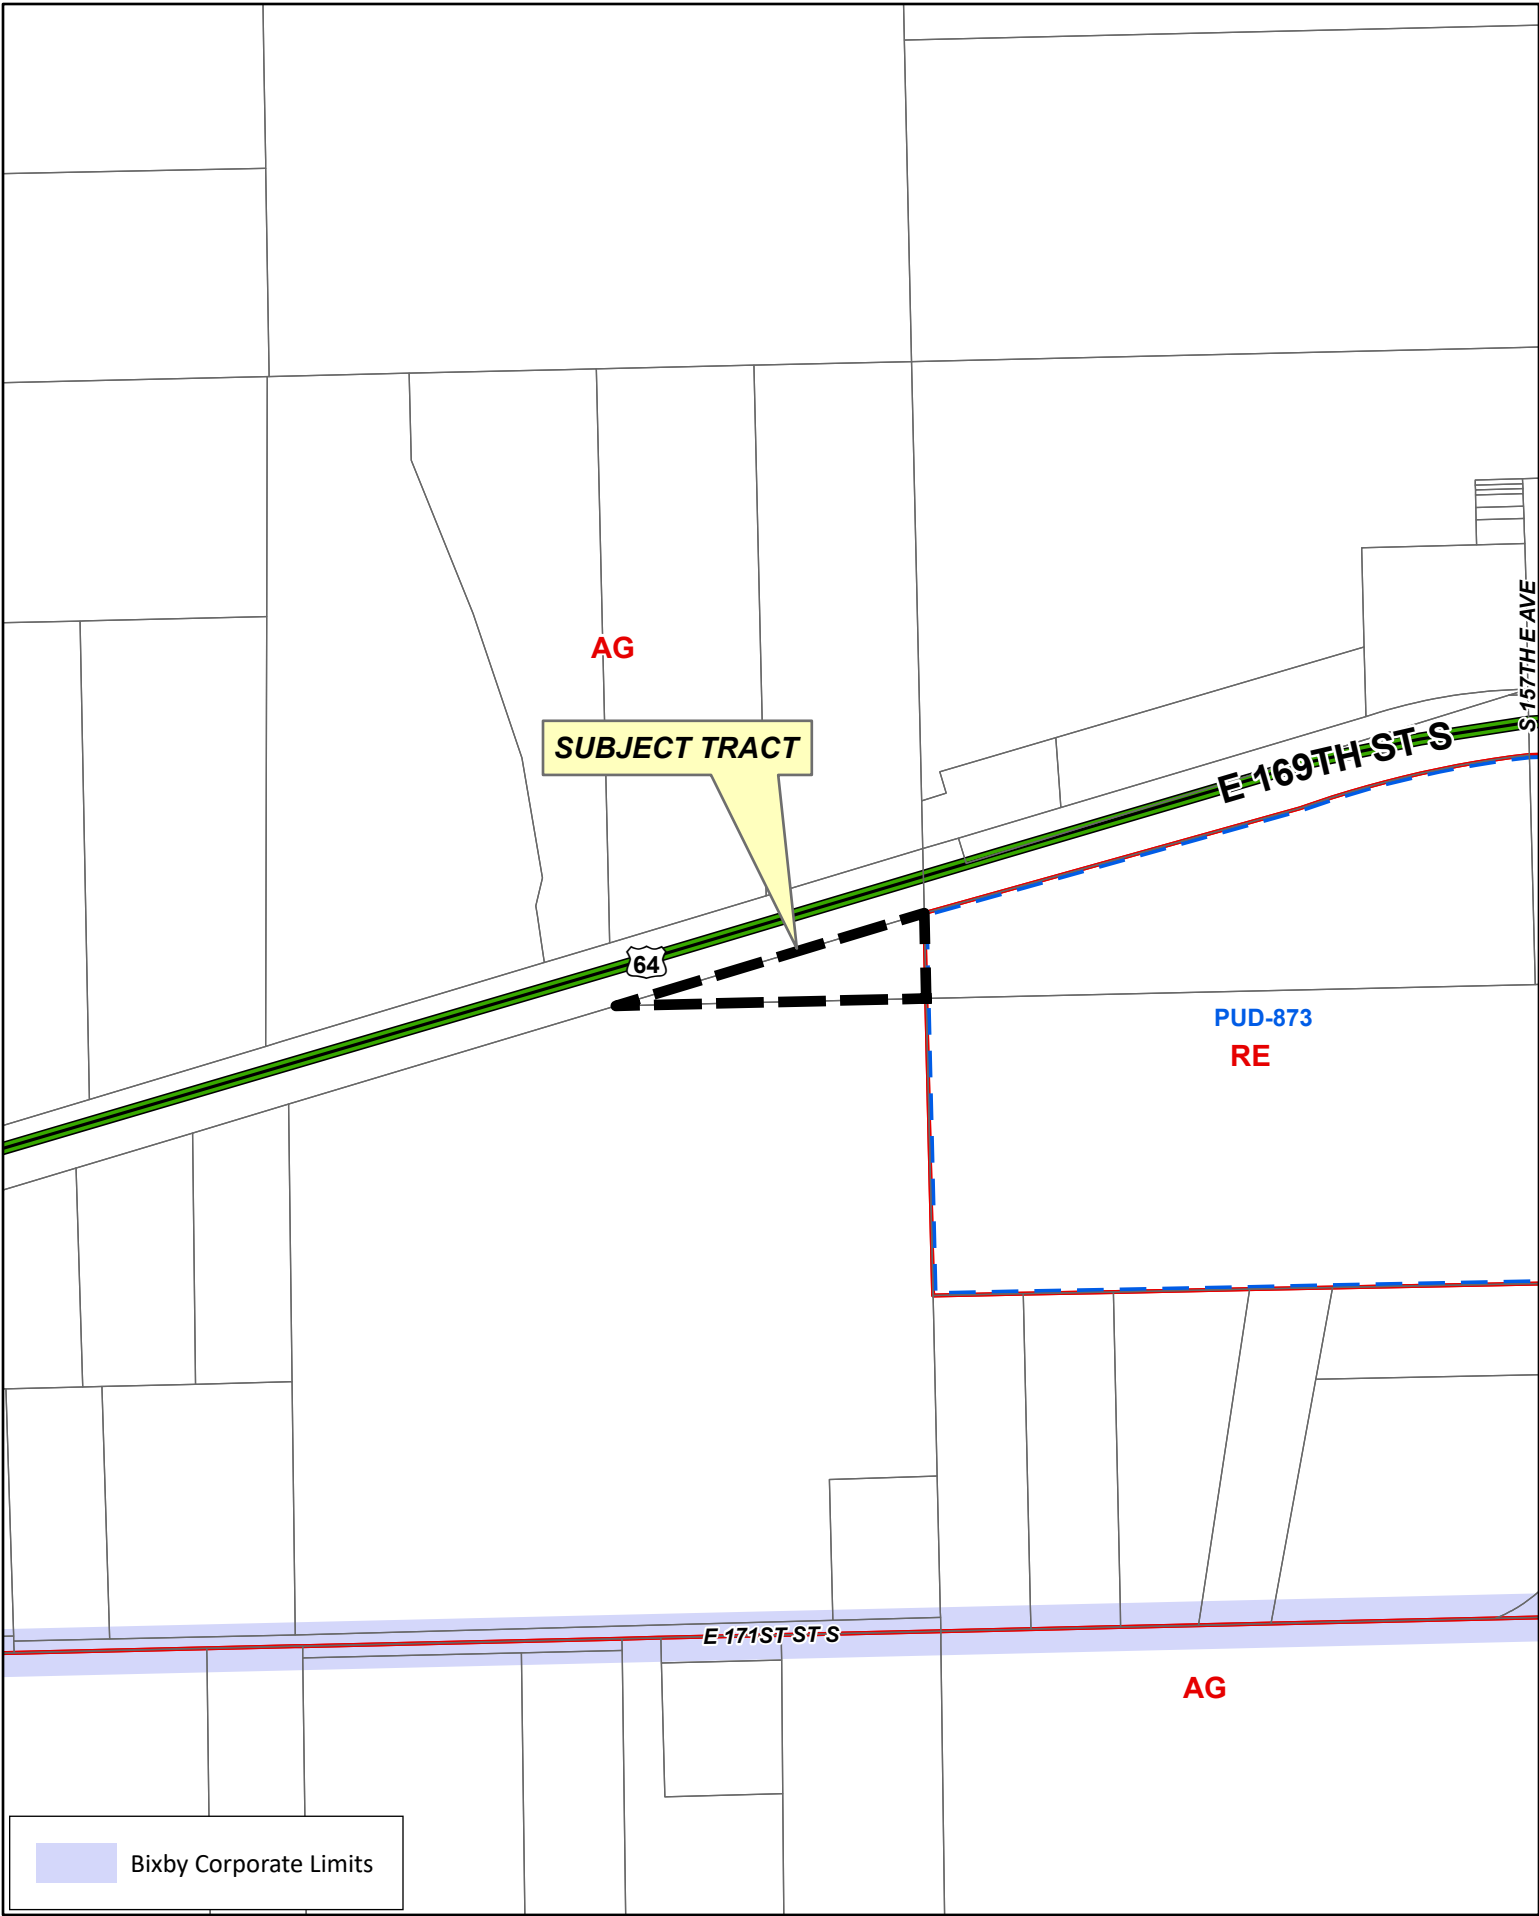 AG
S 157TH E AVE
SUBJECT TRACT
E 169TH ST S
64
PUD-873
RE
E 171ST ST S
AG
Bixby Corporate Limits